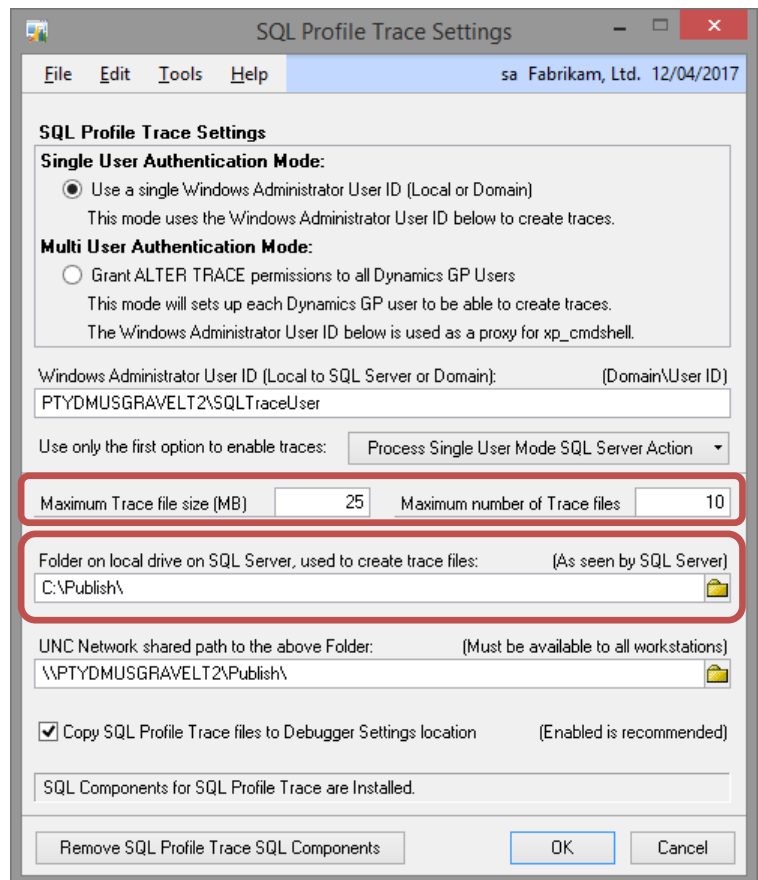 SQL Profile Trace Settings
File Edit Tools Help sa Fabrikam, Ltd. 12/04/2017
SQL Profile Trace Settings
Single User Authentication Mode:
Use a single Windows Administrator User ID (Local or Domain)
This mode uses the Windows Administrator User ID below to create traces.
Multi User Authentication Mode:
Grant ALTER TRACE permissions to all Dynamics GP Users
This mode will sets up each Dynamics GP user to be able to create traces.
The Windows Administrator User ID below is used as a proxy for xp_cmdshell.
Windows Administrator User ID (Local to SQL Server or Domain): (Domain\User ID)
PTYDMUSGRAVELT2\SQLTraceUser
Use only the first option to enable traces: Process Single User Mode SQL Server Action
Maximum Trace file size (MB) 25 Maximum number of Trace files 10
Folder on local drive on SQL Server, used to create trace files: (As seen by SQL Server)
C:\Publish\
UNC Network shared path to the above Folder: (Must be available to all workstations)
\\PTYDMUSGRAVELT2\Publish\
Copy SQL Profile Trace files to Debugger Settings location (Enabled is recommended)
SQL Components for SQL Profile Trace are Installed.
Remove SQL Profile Trace SQL Components OK Cancel